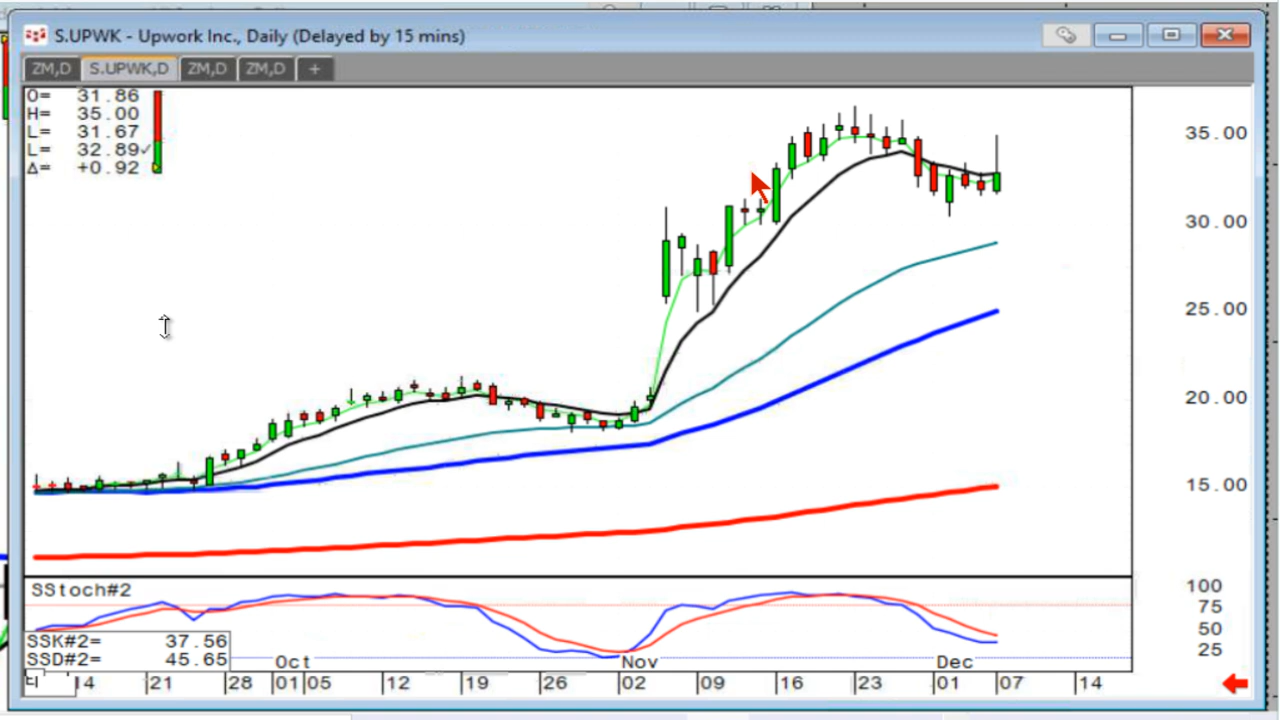 S.UPWK - Upwork Inc., Daily (Delayed by 15 mins)
ZM,D S.UPWK,D ZM,D ZM,D +
O= 31.86
H= 35.00
L= 31.67
L= 32.89✓
Δ= +0.92
35.00
30.00
25.00
20.00
15.00
SStoch#2
100
75
50
25
SSK#2= 37.56
SSD#2= 45.65
Oct Nov Dec
14 21 28 01 05 12 19 26 02 09 16 23 01 07 14